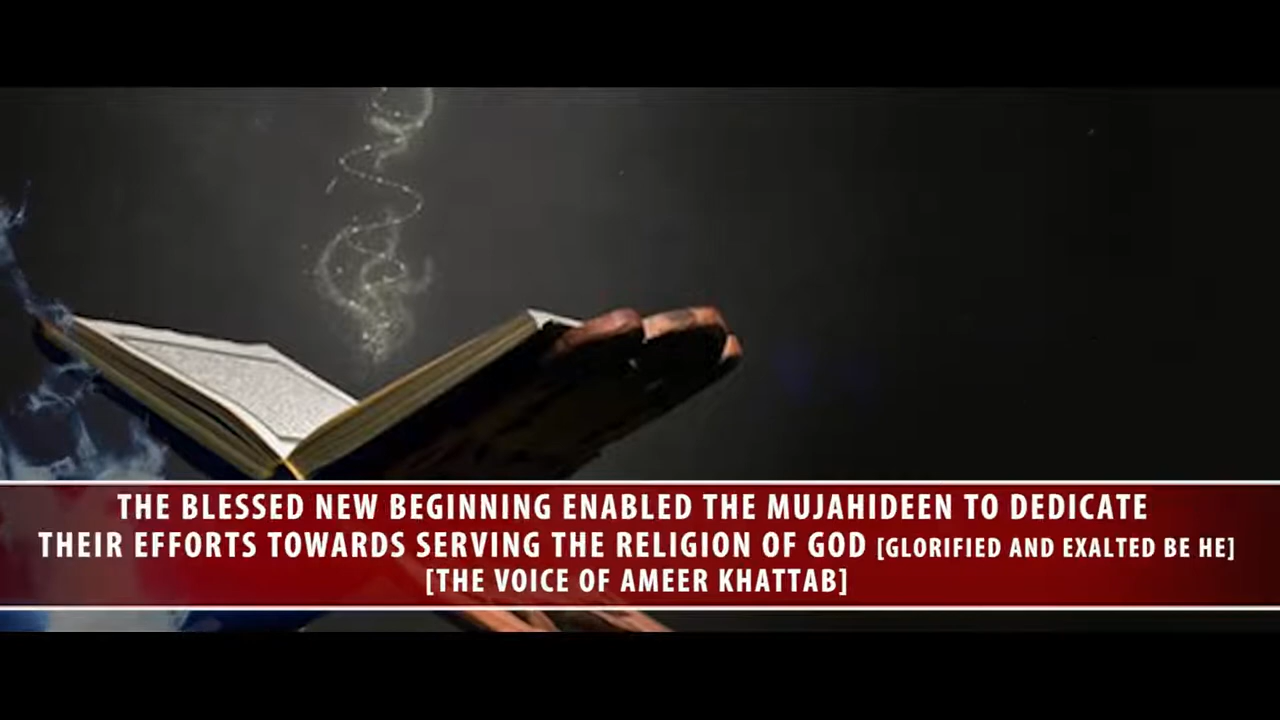 THE BLESSED NEW BEGINNING ENABLED THE MUJAHIDEEN TO DEDICATE
THEIR EFFORTS TOWARDS SERVING THE RELIGION OF GOD [GLORIFIED AND EXALTED BE HE]
[THE VOICE OF AMEER KHATTAB]